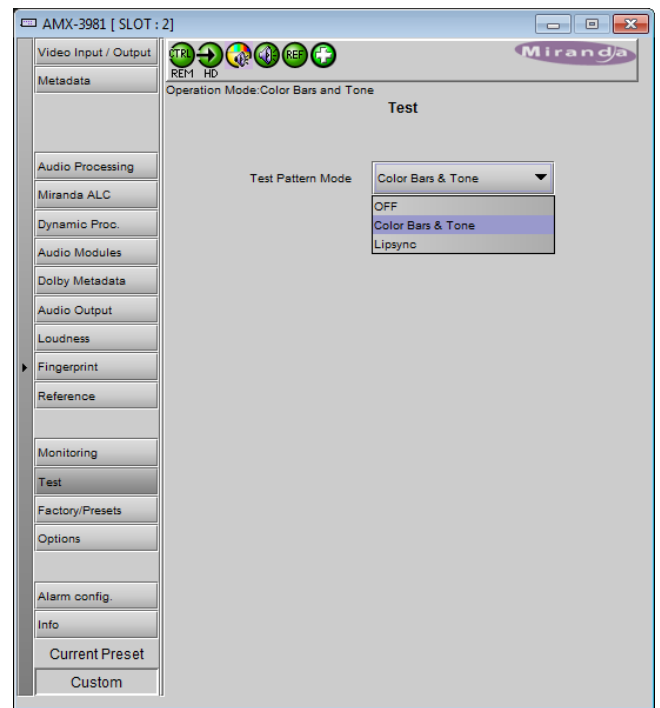 AMX-3981 [ SLOT : 2]
Video Input / Output
Metadata
Audio Processing
Miranda ALC
Dynamic Proc.
Audio Modules
Dolby Metadata
Audio Output
Loudness
Fingerprint
Reference
Monitoring
Test
Factory/Presets
Options
Alarm config.
Info
Current Preset
Custom
CTRL
REF
REM HD
Miranda
Operation Mode:Color Bars and Tone
Test
Test Pattern Mode
Color Bars & Tone
OFF
Color Bars & Tone
Lipsync